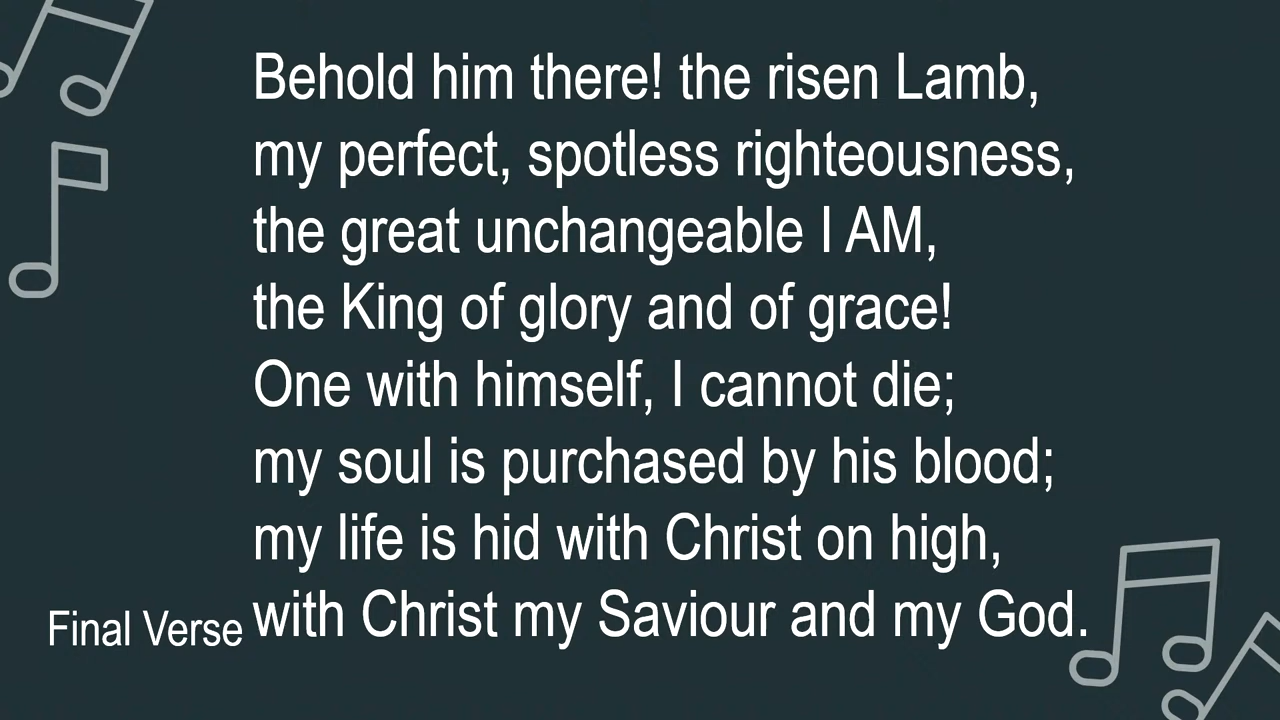 Behold him there! the risen Lamb,
my perfect, spotless righteousness,
the great unchangeable I AM,
the King of glory and of grace!
One with himself, I cannot die;
my soul is purchased by his blood;
my life is hid with Christ on high,
with Christ my Saviour and my God.
Final Verse